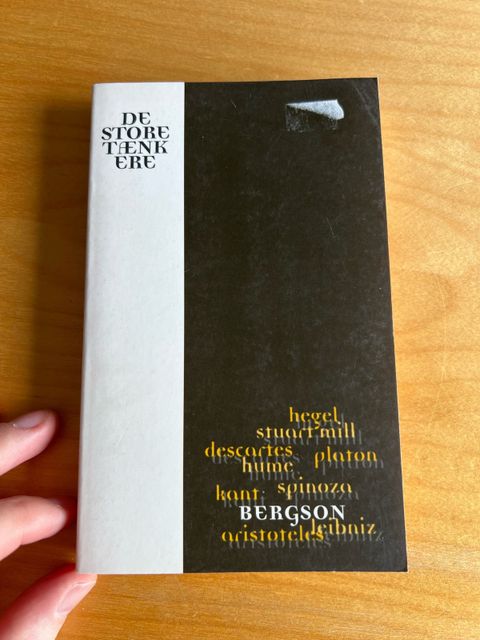 DE
STORE
TÆNK
ERE
hegel
stuart mill
descartes platon
hume
kant spinoza
BERGSON leibniz
aristoteles